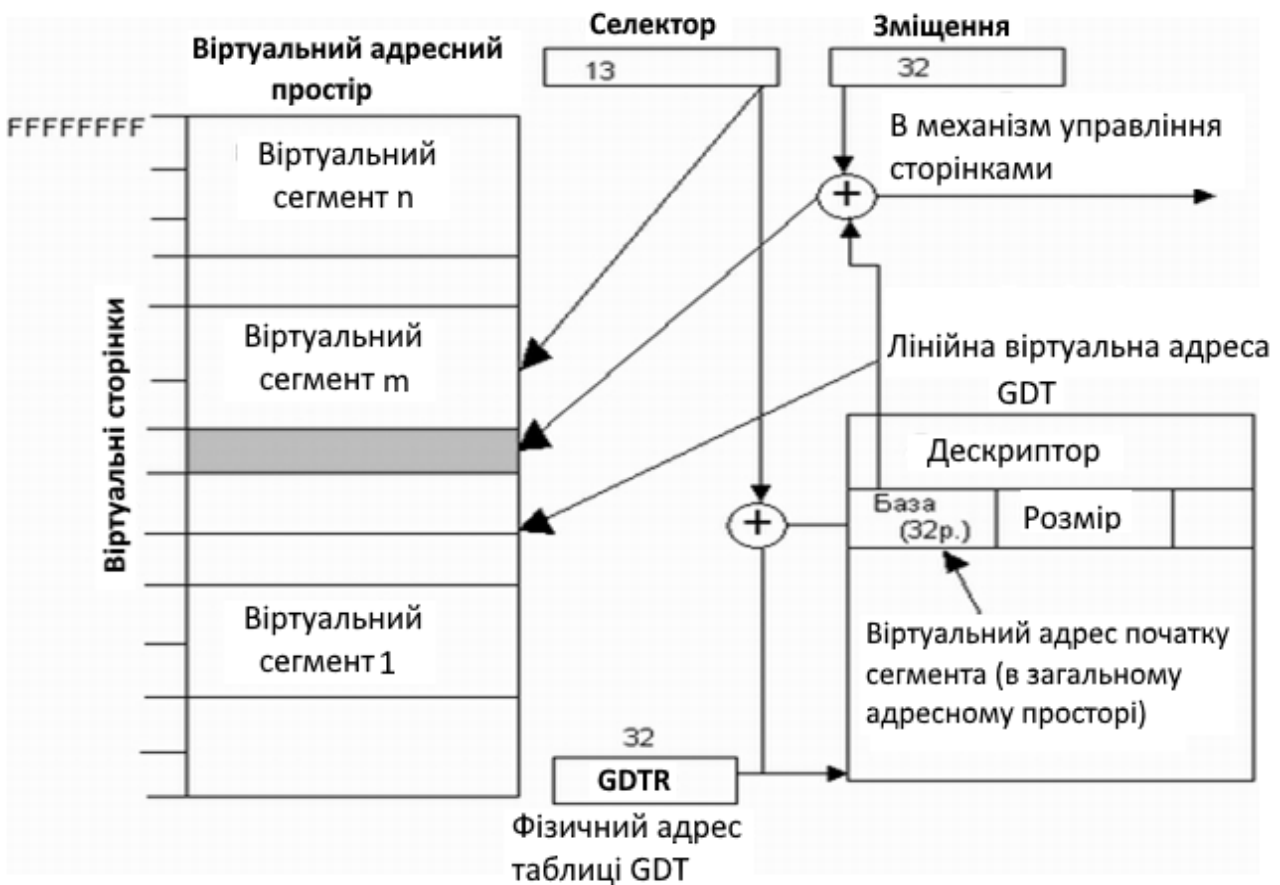 Віртуальний адресний
простір
Селектор
13
Зміщення
32
FFFFFFFF
Віртуальний
сегмент n
В механізм управління
сторінками
+
Віртуальні сторінки
Віртуальний
сегмент m
Лінійна віртуальна адреса
GDT
Дескриптор
База
(32р.)
Розмір
+
Віртуальний
сегмент 1
Віртуальний адрес початку
сегмента (в загальному
адресному просторі)
32
GDTR
Фізичний адрес
таблиці GDT